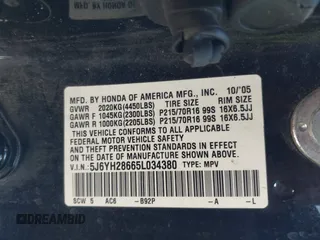 MFD. BY HONDA OF AMERICA MFG., INC. 10/'05
GVWR 2020KG(4450LBS) TIRE SIZE RIM SIZE
GAWR F 1045KG(2300LBS) P215/70R16 99S 16X6.5JJ
GAWR R 1000KG(2205LBS) P215/70R16 99S 16X6.5JJ
THIS VEHICLE CONFORMS TO ALL APPLICABLE
FEDERAL MOTOR VEHICLE SAFETY AND
THEFT PREVENTION STANDARDS IN EFFECT ON
THE DATE OF MANUFACTURE SHOWN ABOVE.
V.I.N.: 5J6YH28665L034380 TYPE: MPV
SCW 5 AC8 -B92P -A -L
BIDHISTORY